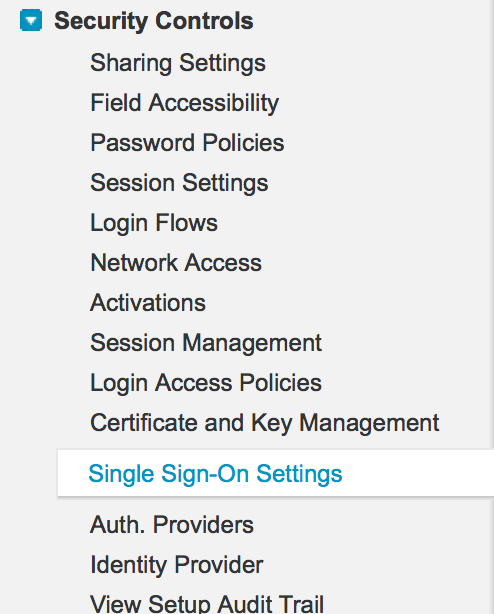 Security Controls
Sharing Settings
Field Accessibility
Password Policies
Session Settings
Login Flows
Network Access
Activations
Session Management
Login Access Policies
Certificate and Key Management
Single Sign-On Settings
Auth. Providers
Identity Provider
View Setup Audit Trail